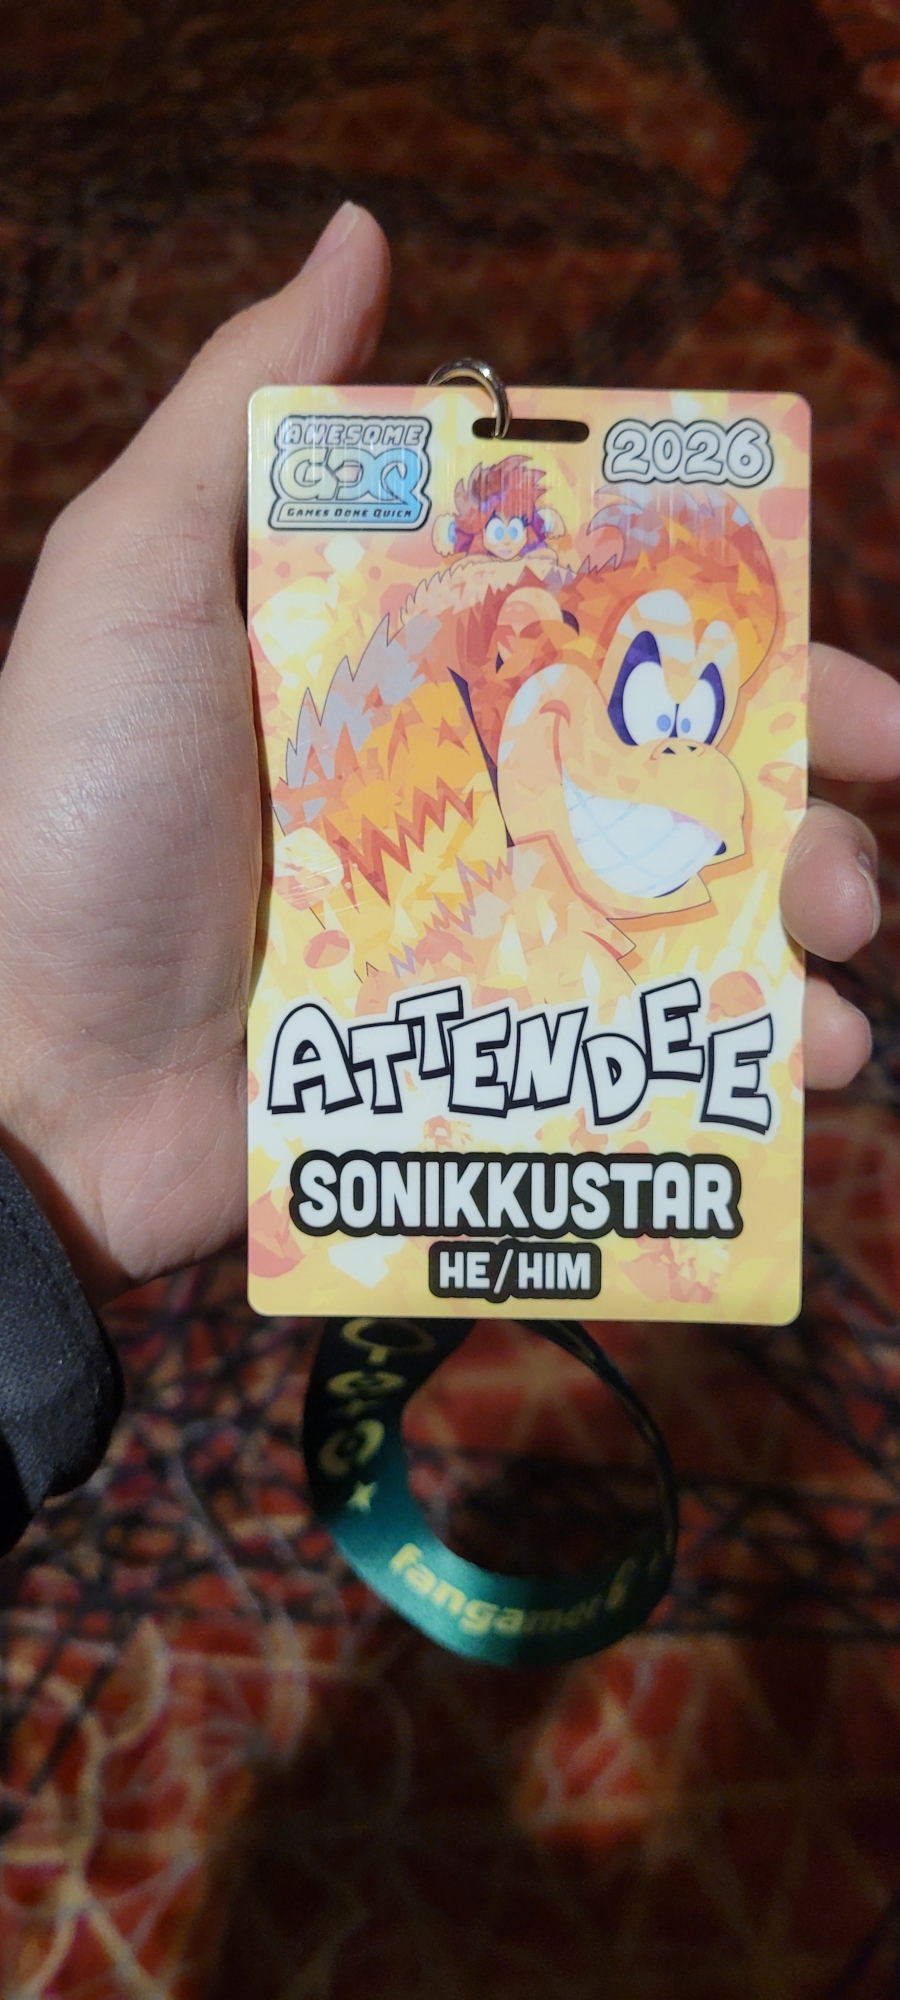 AWESOME
GDQ
GAMES DONE QUICK
2026
ATTENDEE
SONIKKUSTAR
HE/HIM
fangamer